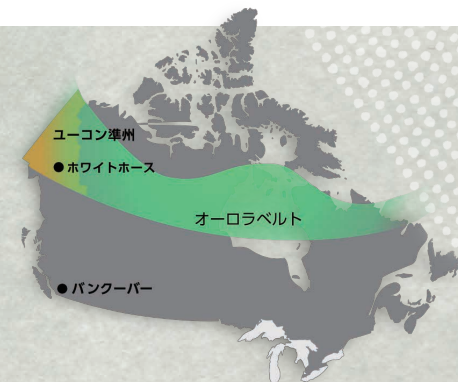 ユーコン準州
●ホワイトホース
オーロラベルト
●バンクーバー